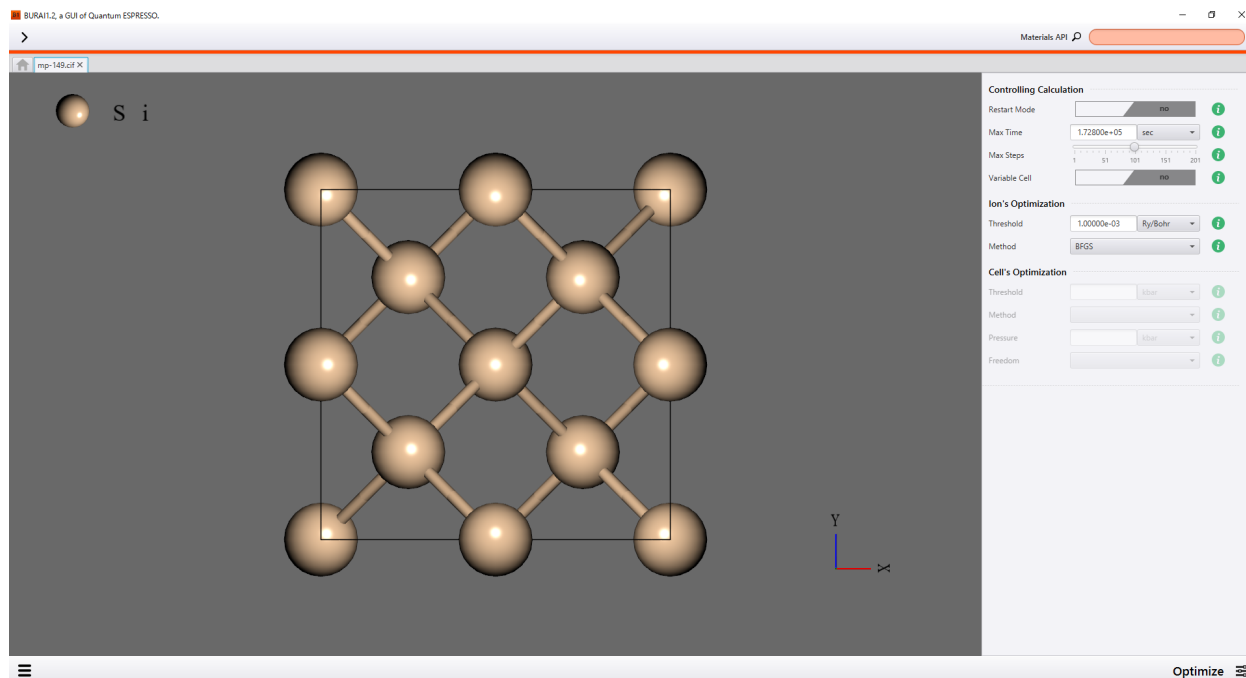 BURAI1.2, a GUI of Quantum ESPRESSO.
Materials API
mp-149.cif
S i
Y
X
Controlling Calculation
Restart Mode no
Max Time 1.72800e+05 sec
Max Steps 1 51 101 151 201
Variable Cell no
Ion's Optimization
Threshold 1.00000e-03 Ry/Bohr
Method BFGS
Cell's Optimization
Threshold kbar
Method
Pressure kbar
Freedom
Optimize